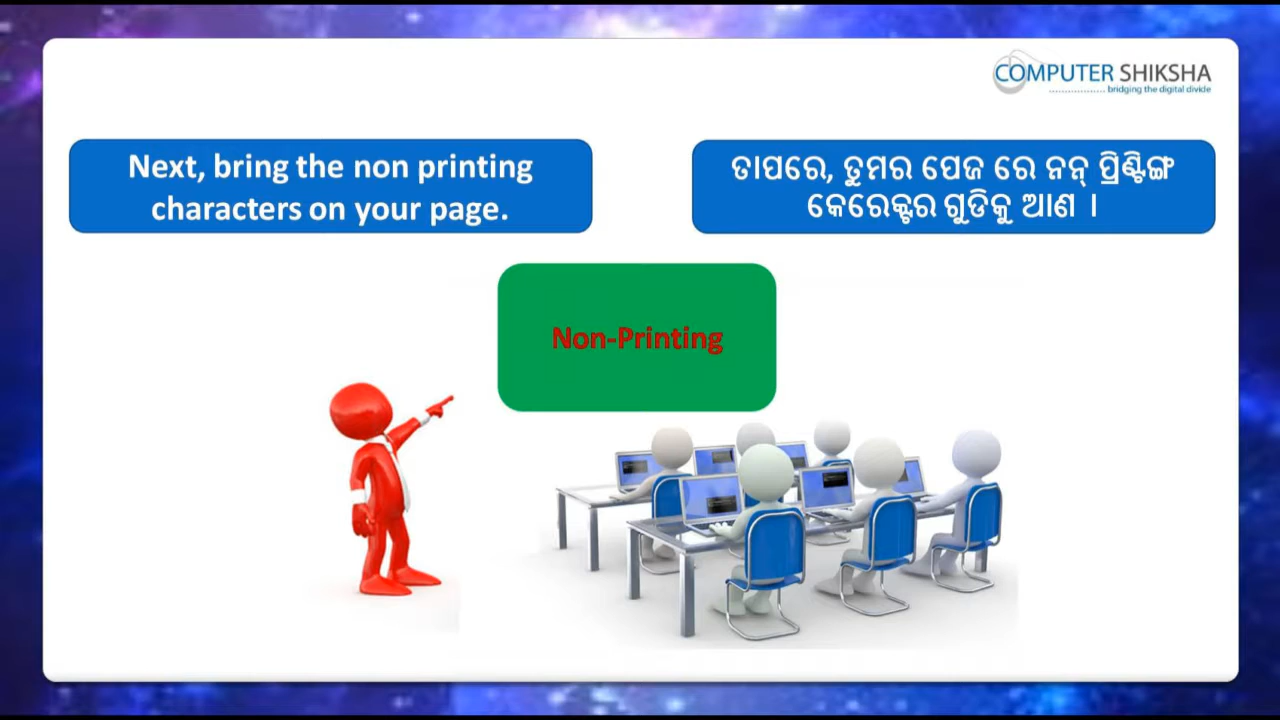 COMPUTER SHIKSHA
bridging the digital divide
Next, bring the non printing
characters on your page.
ତାପରେ, ତୁମର ପେଜ ରେ ନନ୍ ପ୍ରିଣ୍ଟିଙ୍ଗ
କେରେକ୍ଟର ଗୁଡିକୁ ଆଣ ।
Non-Printing